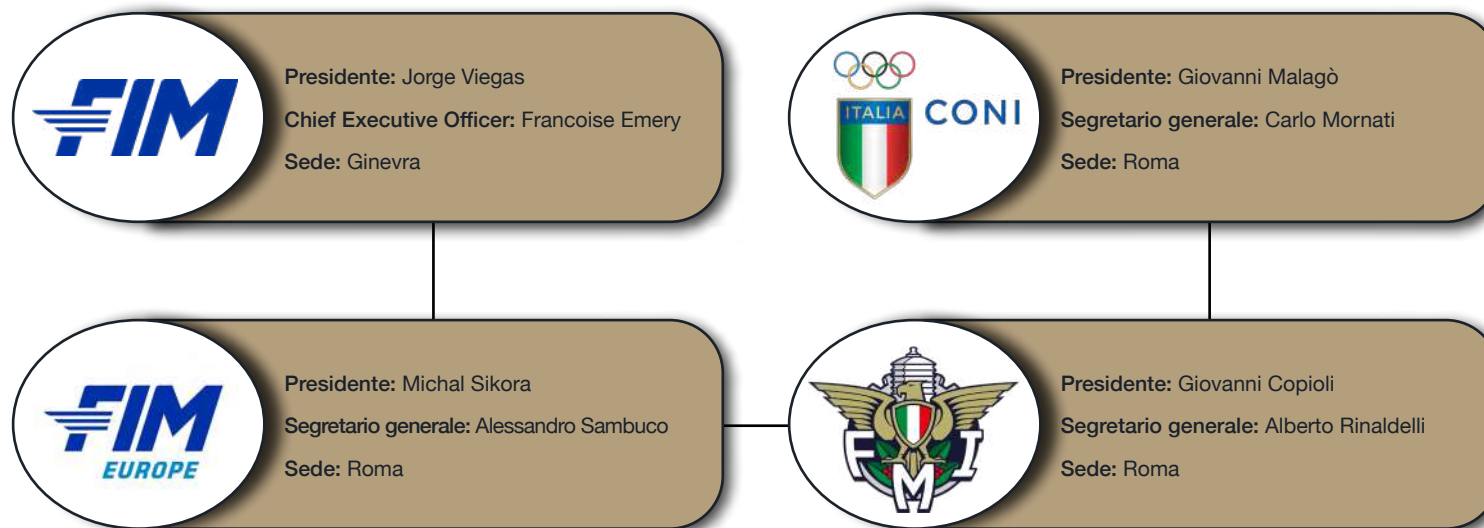 FIM
Presidente: Jorge Viegas
Chief Executive Officer: Francoise Emery
Sede: Ginevra
ITALIA
CONI
Presidente: Giovanni Malagò
Segretario generale: Carlo Mornati
Sede: Roma
FIM
EUROPE
Presidente: Michal Sikora
Segretario generale: Alessandro Sambuco
Sede: Roma
FMI
Presidente: Giovanni Copioli
Segretario generale: Alberto Rinaldelli
Sede: Roma